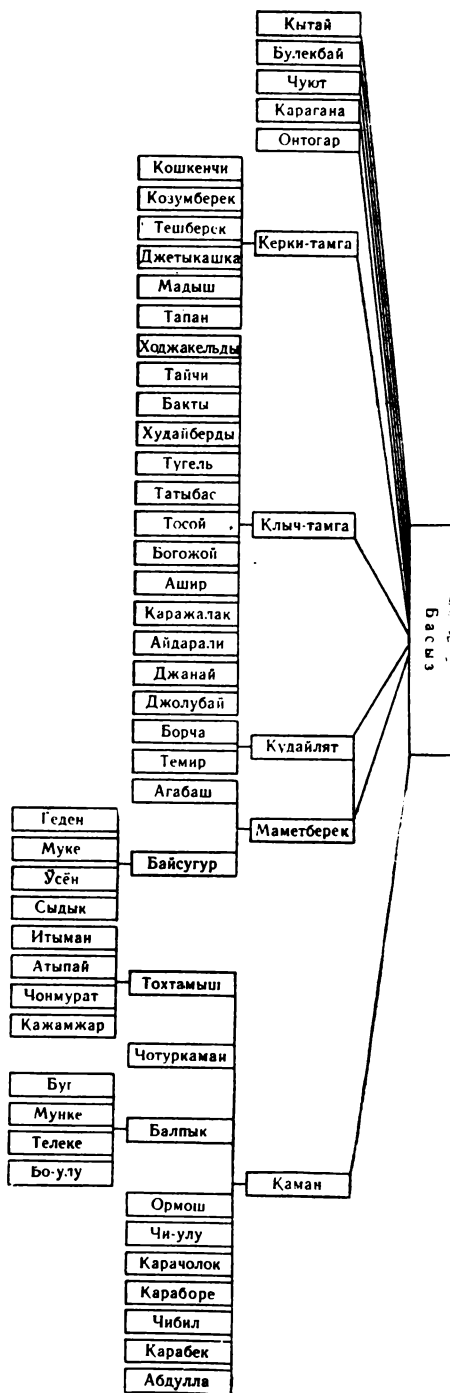 Кытай
Булекбай
Чуют
Карагана
Онтогар
Кошкенчи
Козумберек
Тешберек
Керки-тамга
Джетыкашка
Мадыш
Тапан
Ходжакельды
Тайчи
Бакты
Худайберды
Тугель
Татыбас
Тосой
Клыч-тамга
Богожой
Ашир
Каражалак
Айдарали
Джанай
Джолубай
Басыз
Борча
Кудайлят
Темир
Агабаш
Маметберек
Геден
Муке
Байсугур
Ўсён
Сыдык
Итыман
Атыпай
Тохтамыш
Чонмурат
Кажамжар
Чотуркаман
Буг
Мунке
Балпык
Телеке
Бо-улу
Каман
Ормош
Чи-улу
Карачолок
Караборе
Чибил
Карабек
Абдулла